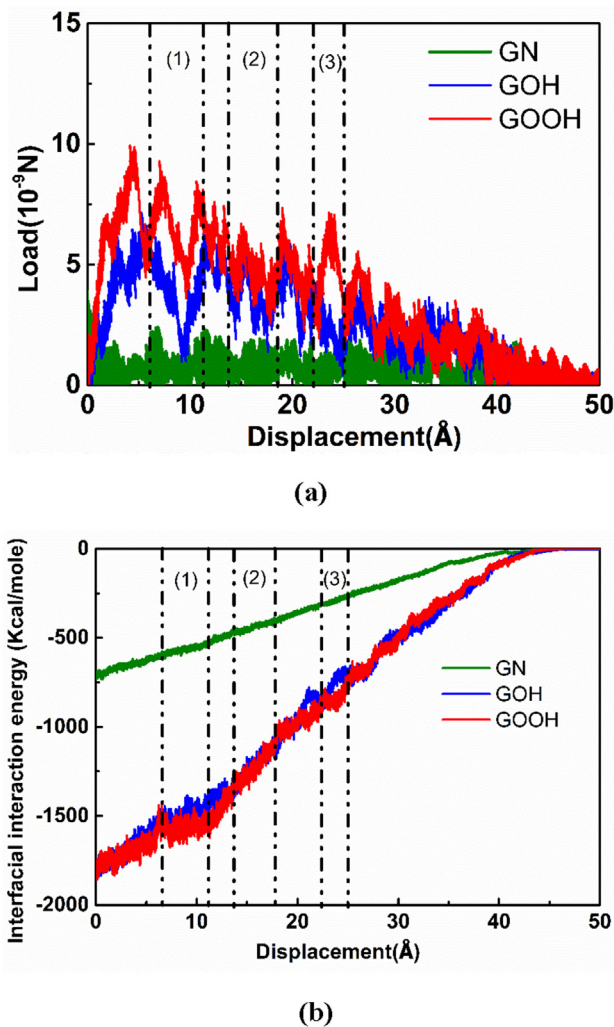 15
10
5
0
Load(10⁻⁹N)
(1)
(2)
(3)
GN
GOH
GOOH
0
10
20
30
40
50
Displacement(Å)
(a)
0
-500
-1000
-1500
-2000
Interfacial interaction energy (Kcal/mole)
(1)
(2)
(3)
GN
GOH
GOOH
0
10
20
30
40
50
Displacement(Å)
(b)